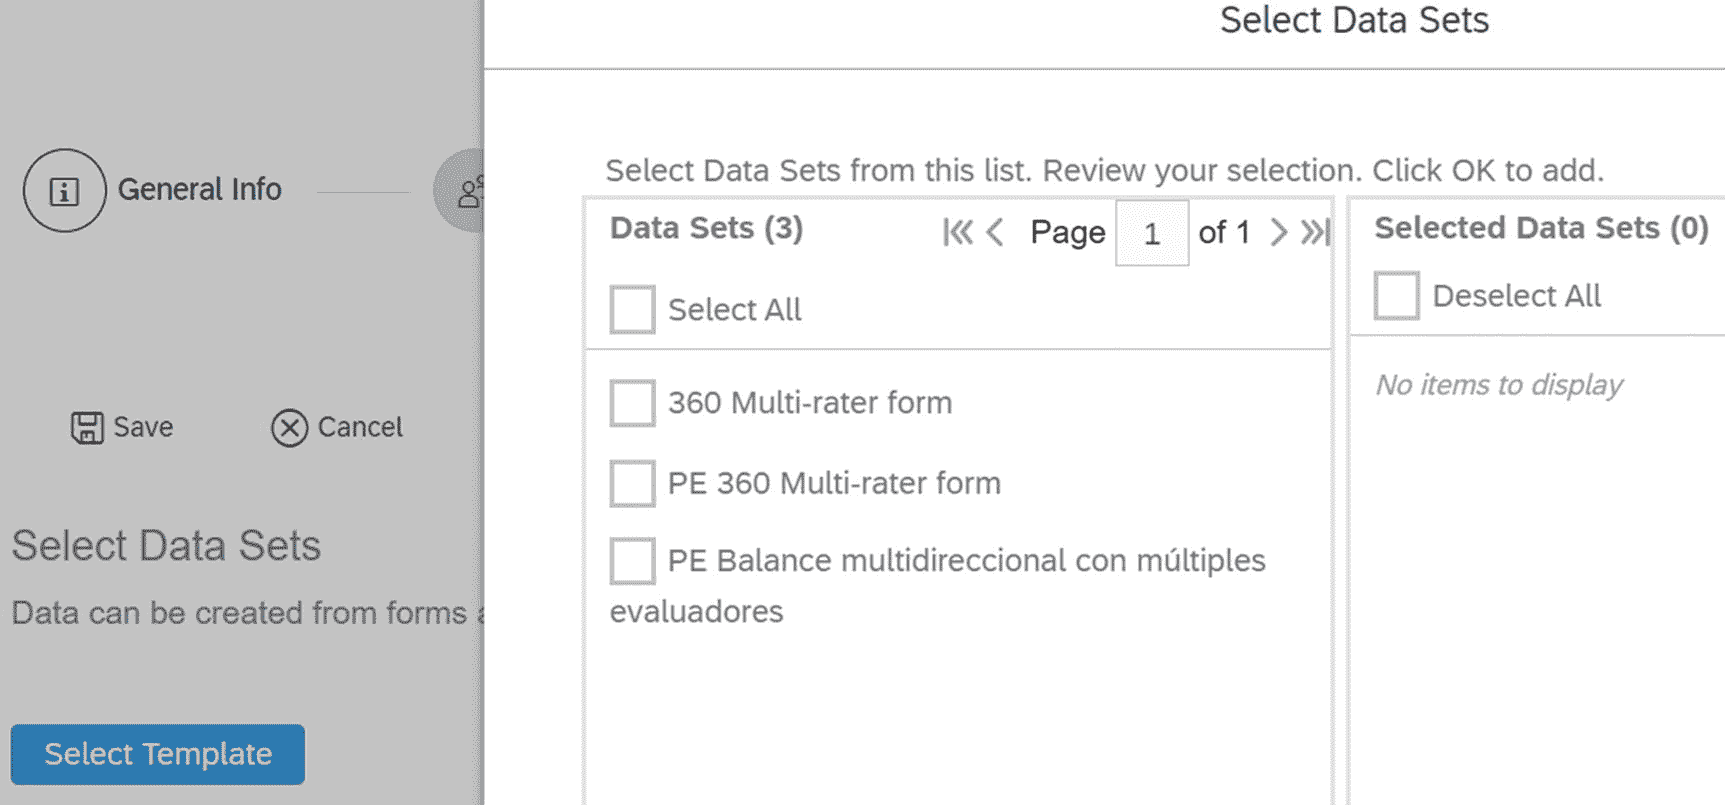 Select Data Sets
General Info
Save
Cancel
Select Data Sets
Data can be created from forms
Select Template
Select Data Sets from this list. Review your selection. Click OK to add.
Data Sets (3)
Page 1 of 1
Select All
360 Multi-rater form
PE 360 Multi-rater form
PE Balance multidireccional con múltiples
evaluadores
Selected Data Sets (0)
Deselect All
No items to display